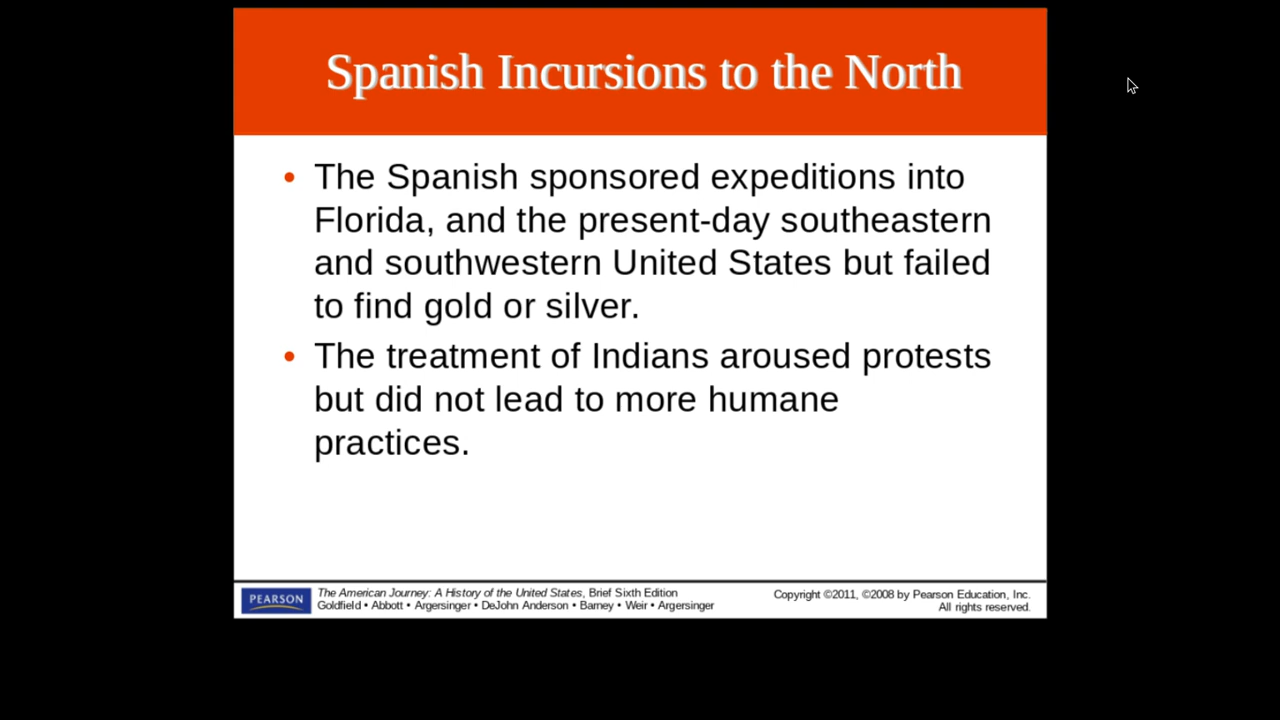 Spanish Incursions to the North
• The Spanish sponsored expeditions into
Florida, and the present-day southeastern
and southwestern United States but failed
to find gold or silver.
• The treatment of Indians aroused protests
but did not lead to more humane
practices.
PEARSON
The American Journey: A History of the United States, Brief Sixth Edition
Goldfield • Abbott • Argersinger • DeJohn Anderson • Barney • Weir • Argersinger
Copyright ©2011, ©2008 by Pearson Education, Inc.
All rights reserved.